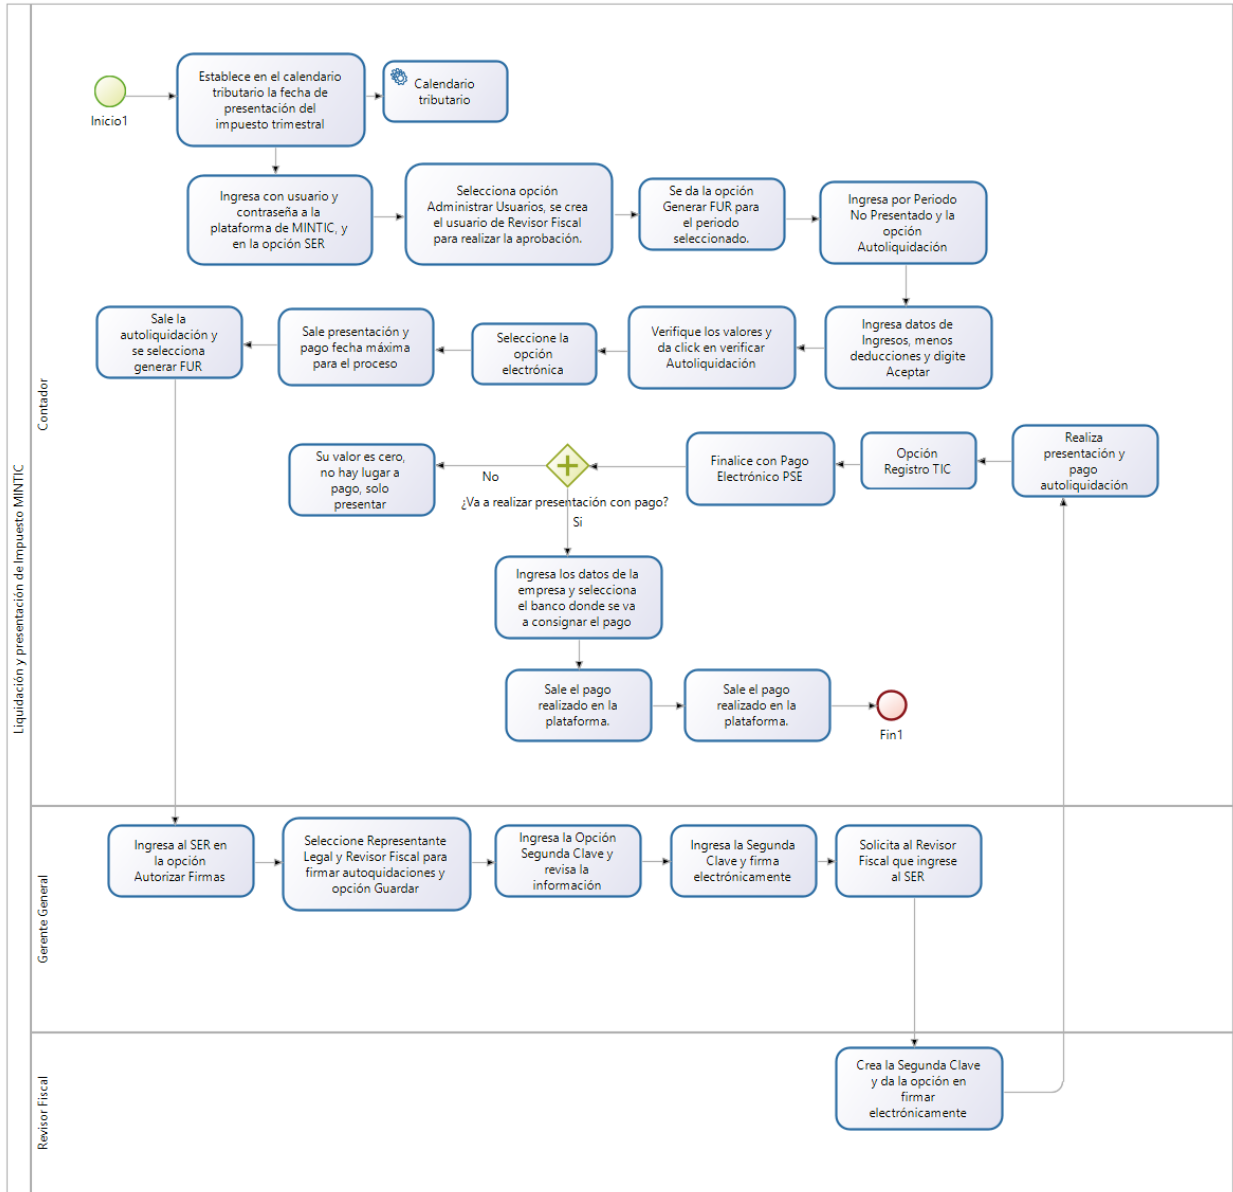 Liquidación y presentación de Impuesto MINTIC
Contador
Inicio1
Establece en el calendario
tributario la fecha de
presentación del
impuesto trimestral
Calendario
tributario
Ingresa con usuario y
contraseña a la
plataforma de MINTIC, y
en la opción SER
Selecciona opción
Administrar Usuarios, se crea
el usuario de Revisor Fiscal
para realizar la aprobación.
Se da la opción
Generar FUR para
el periodo
seleccionado.
Ingresa por Periodo
No Presentado y la
opción
Autoliquidación
Ingresa datos de
Ingresos, menos
deducciones y digite
Aceptar
Verifique los valores y
da click en verificar
Autoliquidación
Seleccione la
opción
electrónica
Sale presentación y
pago fecha máxima
para el proceso
Sale la
autoliquidación y
se selecciona
generar FUR
Realiza
presentación y
pago
autoliquidación
Opción
Registro TIC
Finalice con Pago
Electrónico PSE
¿Va a realizar presentación con pago?
No
Si
Su valor es cero,
no hay lugar a
pago, solo
presentar
Ingresa los datos de la
empresa y selecciona
el banco donde se va
a consignar el pago
Sale el pago
realizado en la
plataforma.
Sale el pago
realizado en la
plataforma.
Fin1
Gerente General
Ingresa al SER en
la opción
Autorizar Firmas
Seleccione Representante
Legal y Revisor Fiscal para
firmar autoquidaciones y
opción Guardar
Ingresa la Opción
Segunda Clave y
revisa la
información
Ingresa la Segunda
Clave y firma
electrónicamente
Solicita al Revisor
Fiscal que ingrese
al SER
Revisor Fiscal
Crea la Segunda Clave
y da la opción en
firmar
electrónicamente